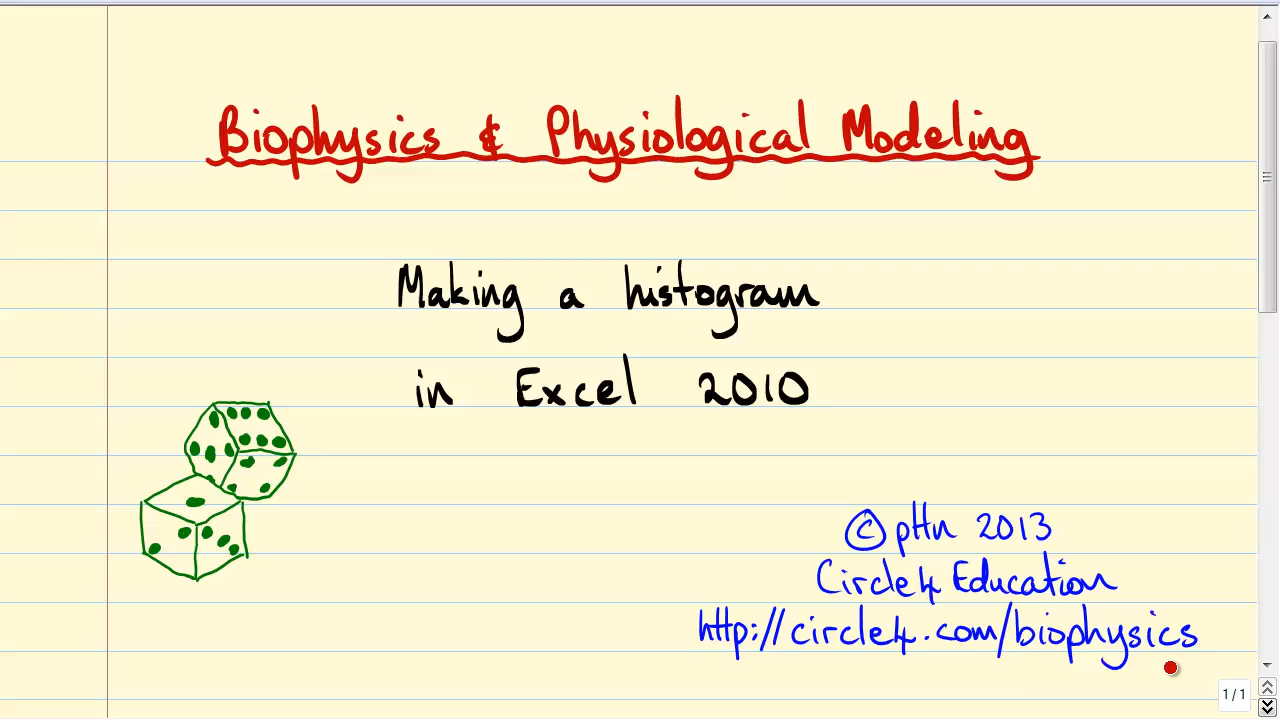 Biophysics & Physiological Modeling
Making a histogram
in Excel 2010
© pHn 2013
Circle4 Education
http://circle4.com/biophysics
1/1